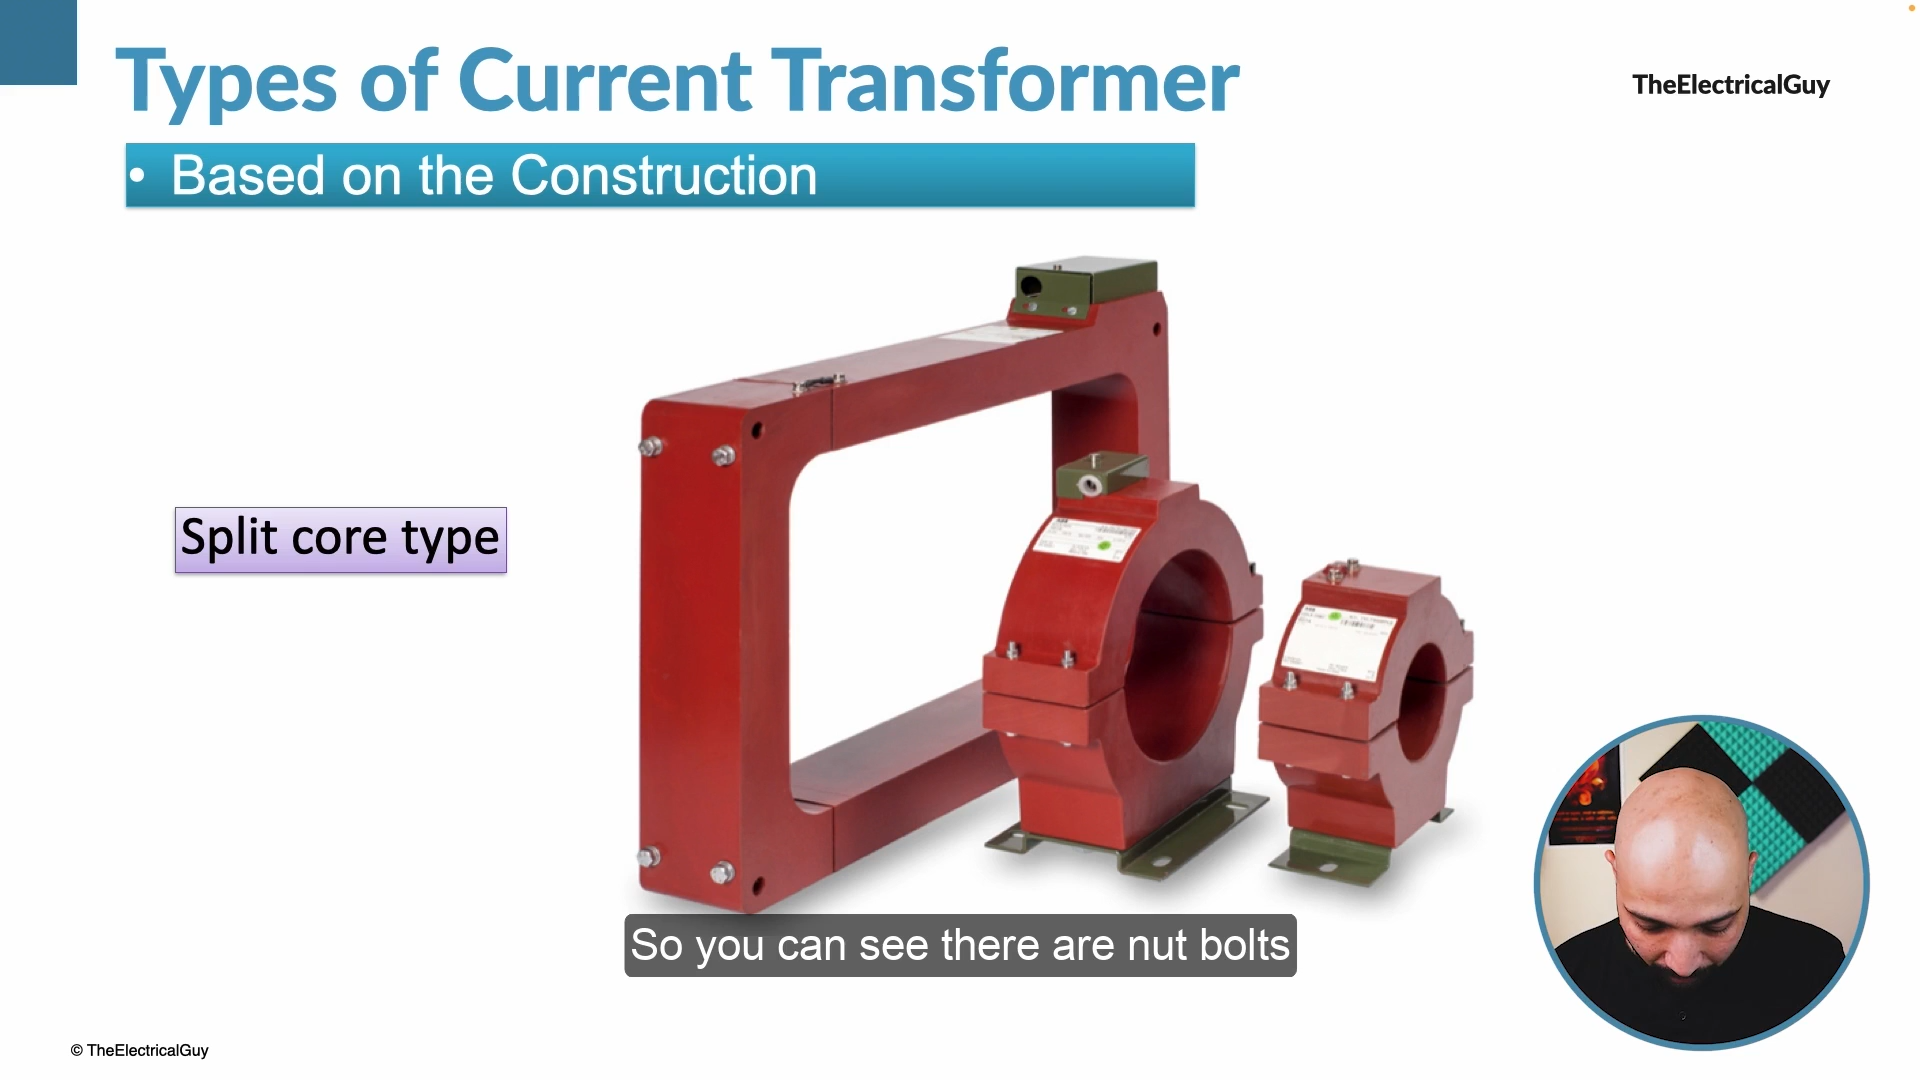 Types of Current Transformer
TheElectricalGuy
• Based on the Construction
Split core type
ABB
So you can see there are nut bolts
© TheElectricalGuy